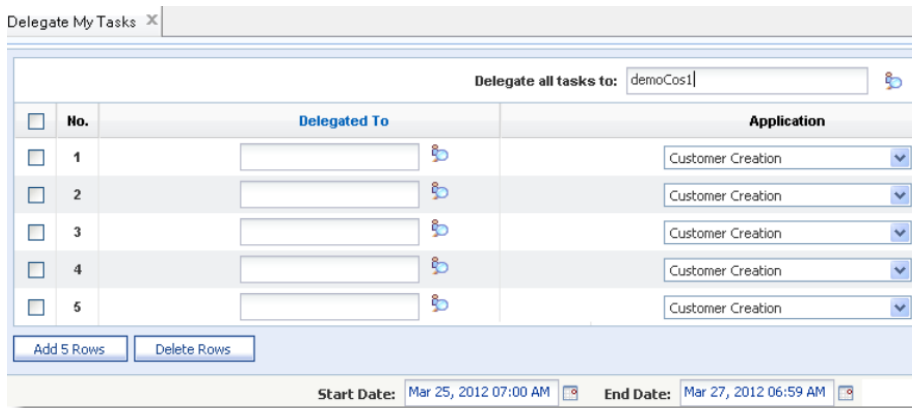 Delegate My Tasks X
Delegate all tasks to: demoCos1
No. Delegated To Application
1 Customer Creation
2 Customer Creation
3 Customer Creation
4 Customer Creation
5 Customer Creation
Add 5 Rows Delete Rows
Start Date: Mar 25, 2012 07:00 AM End Date: Mar 27, 2012 06:59 AM